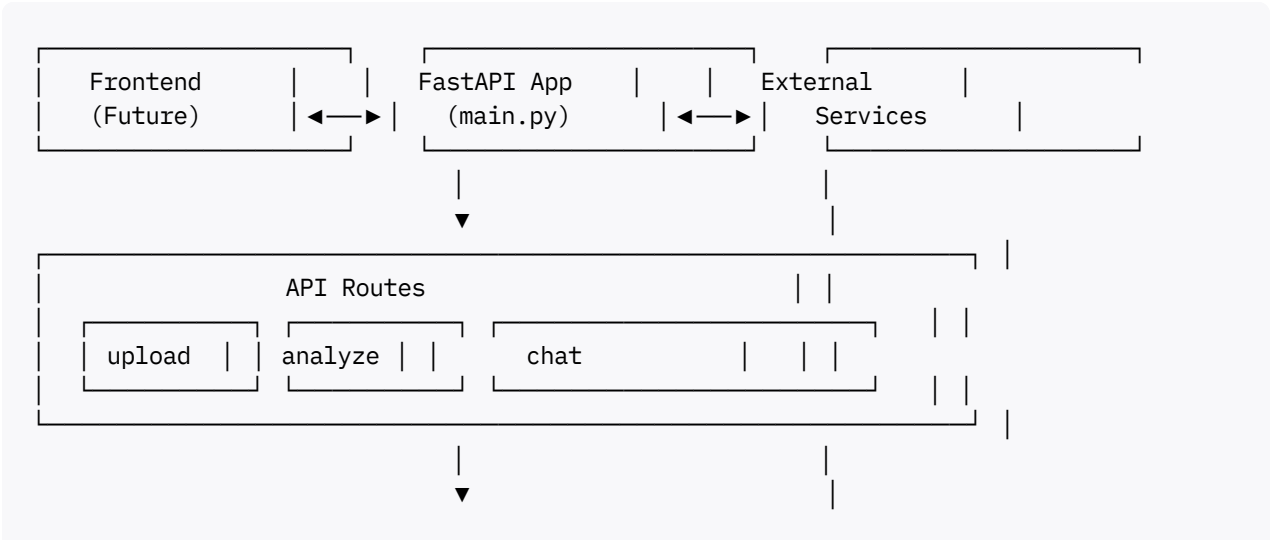 Frontend FastAPI App External
(Future) (main.py) Services
API Routes
upload analyze chat